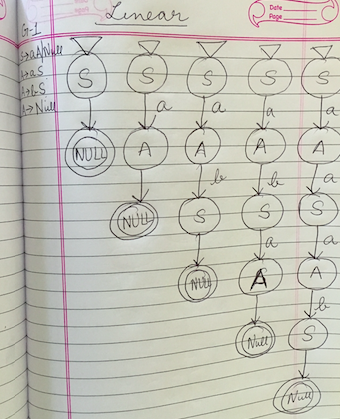 Linear
Date
Page
G-1
S→aA/Null
A→aS
A→bS
A→Null
S S S S S
a a a a
NULL A A A A
b b a
NULL S S S
a a
NULL A A
b
Null S
Null